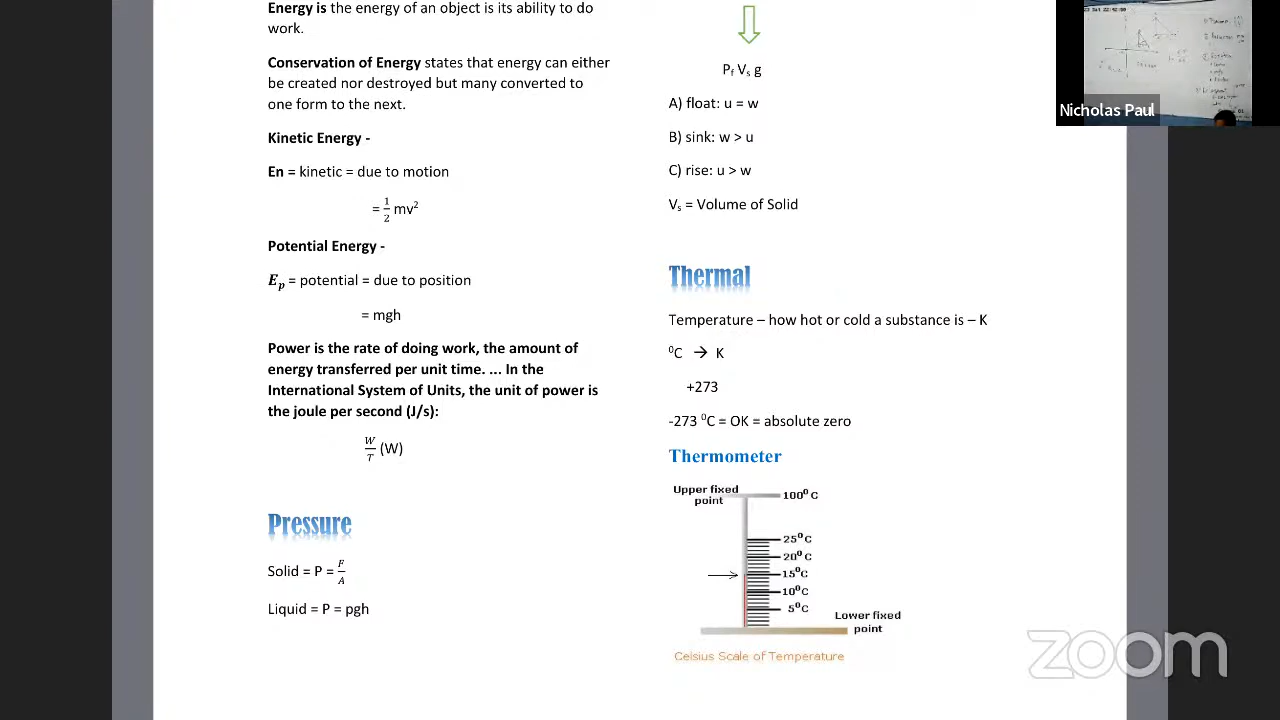 Energy is the energy of an object is its ability to do
work.
Conservation of Energy states that energy can either
be created nor destroyed but many converted to
one form to the next.
Kinetic Energy -
En = kinetic = due to motion
= 1/2 mv²
Potential Energy -
Eₚ = potential = due to position
= mgh
Power is the rate of doing work, the amount of
energy transferred per unit time. ... In the
International System of Units, the unit of power is
the joule per second (J/s):
W/T (W)
Pressure
Solid = P = F/A
Liquid = P = pgh
P_f V_s g
A) float: u = w
B) sink: w > u
C) rise: u > w
Vₛ = Volume of Solid
Thermal
Temperature – how hot or cold a substance is – K
⁰C → K
+273
-273 ⁰C = OK = absolute zero
Thermometer
Upper fixed
point
100⁰C
25⁰C
20⁰C
15⁰C
10⁰C
5⁰C
Lower fixed
point
Celsius Scale of Temperature
Nicholas Paul
zoom